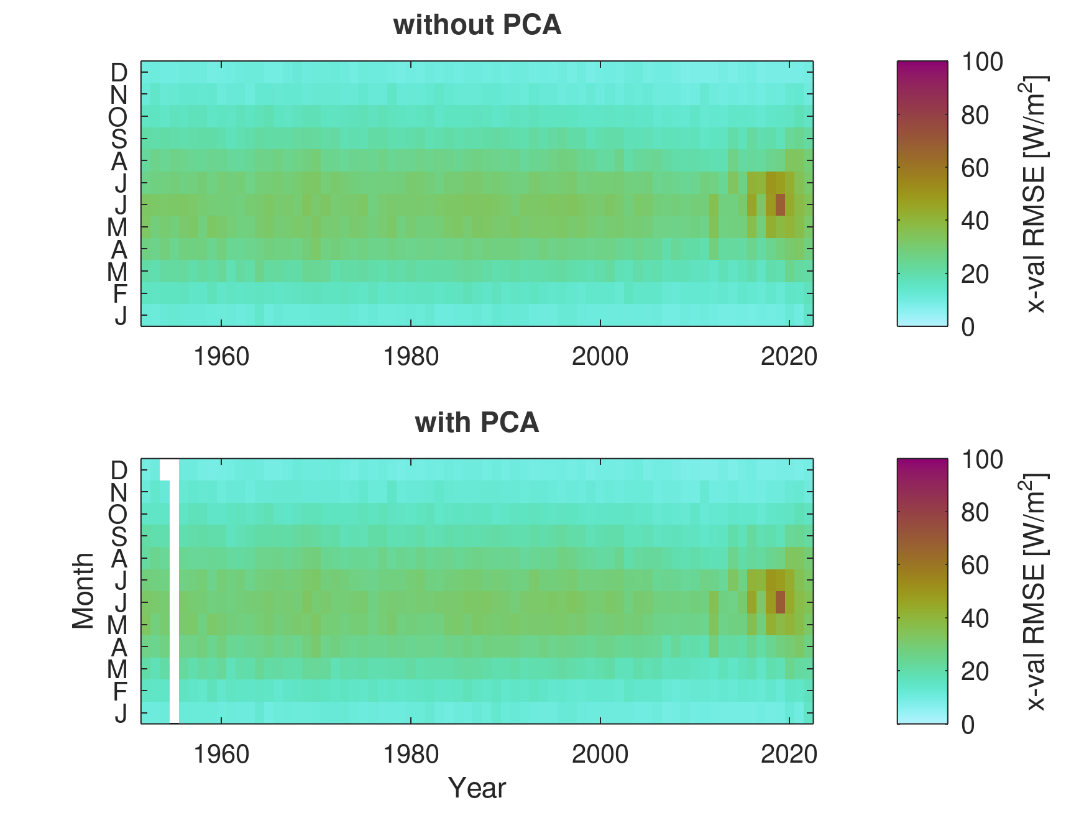 without PCA
D
N
O
S
A
J
J
M
A
M
F
J
1960 1980 2000 2020
100
80
60
40
20
0
x-val RMSE [W/m²]
with PCA
D
N
O
S
A
J
J
M
A
M
F
J
Month
1960 1980 2000 2020
Year
100
80
60
40
20
0
x-val RMSE [W/m²]